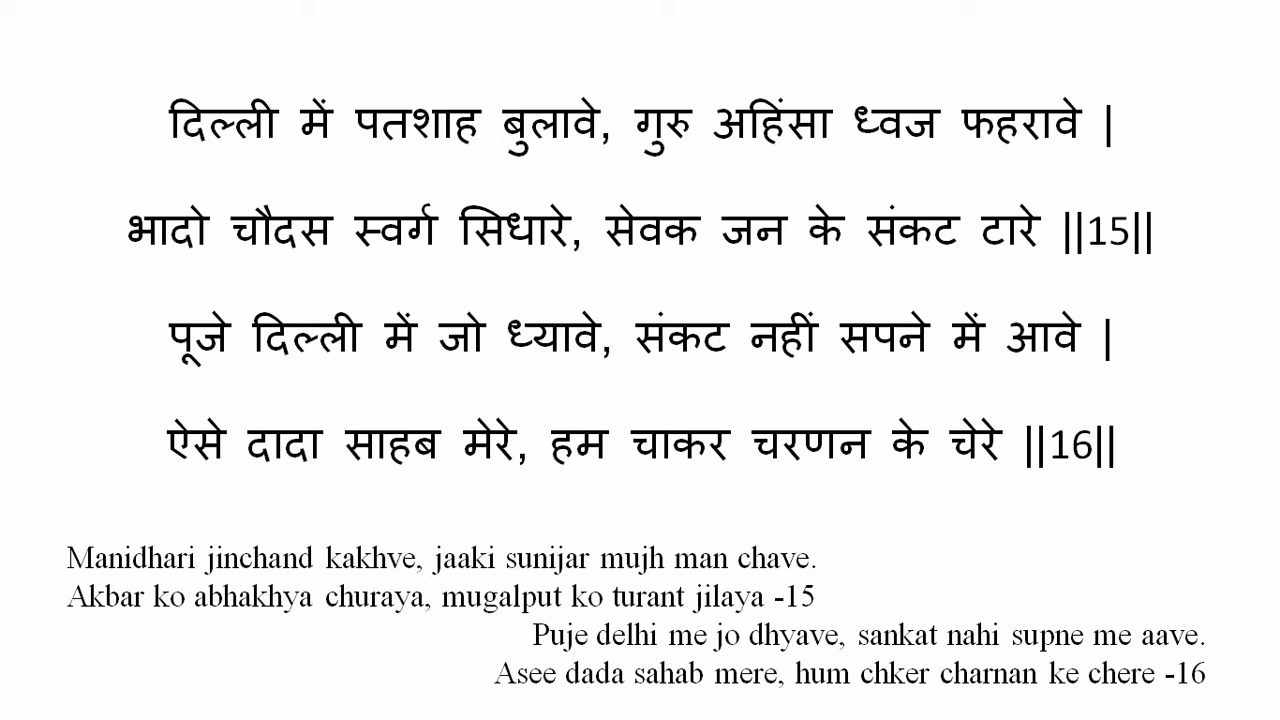 दिल्ली में पतशाह बुलावे, गुरु अहिंसा ध्वज फहरावे |
भादो चौदस स्वर्ग सिधारे, सेवक जन के संकट टारे ||15||
पूजे दिल्ली में जो ध्यावे, संकट नहीं सपने में आवे |
ऐसे दादा साहब मेरे, हम चाकर चरणन के चेरे ||16||
Manidhari jinchand kakhve, jaaki sunijar mujh man chave.
Akbar ko abhakhya churaya, mugalput ko turant jilaya -15
Puje delhi me jo dhyave, sankat nahi supne me aave.
Asee dada sahab mere, hum chker charnan ke chere -16